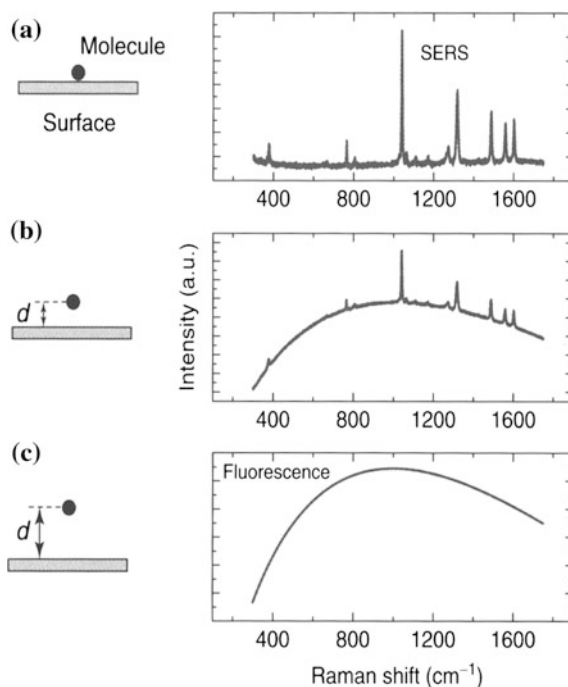 (a)
Molecule
Surface
SERS
400 800 1200 1600
(b)
d
Intensity (a.u.)
400 800 1200 1600
(c)
d
Fluorescence
400 800 1200 1600
Raman shift (cm⁻¹)